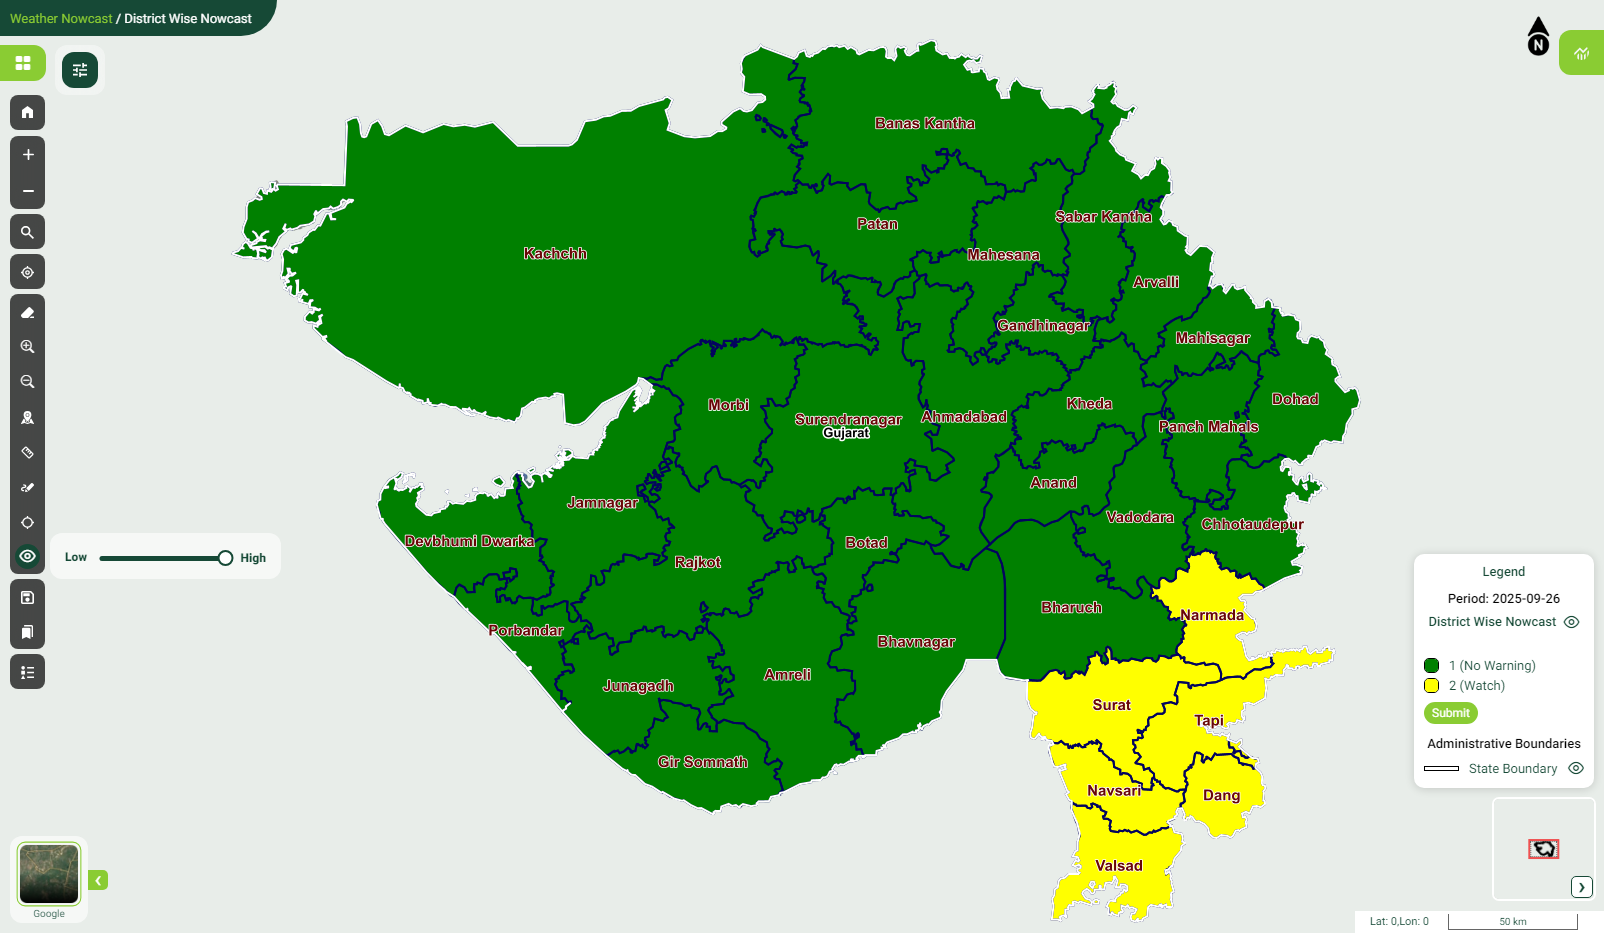 Weather Nowcast / District Wise Nowcast
N
Banas Kantha
Sabar Kantha
Patan
Kachchh
Mahesana
Arvalli
Gandhinagar
Mahisagar
Dohad
Morbi
Kheda
Surendranagar
Ahmadabad
Panch Mahals
Gujarat
Anand
Jamnagar
Vadodara
Chhotaudepur
Devbhumi Dwarka
Botad
Low
High
Rajkot
Bharuch
Narmada
Porbandar
Bhavnagar
Amreli
Junagadh
Surat
Tapi
Gir Somnath
Navsari
Dang
Valsad
Legend
Period: 2025-09-26
District Wise Nowcast
1 (No Warning)
2 (Watch)
Submit
Administrative Boundaries
State Boundary
Google
Lat: 0,Lon: 0
50 km